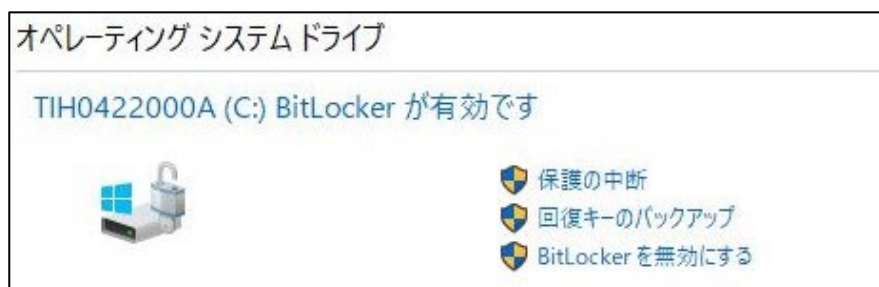 オペレーティング システム ドライブ
TIH0422000A (C:) BitLocker が有効です
保護の中断
回復キーのバックアップ
BitLocker を無効にする